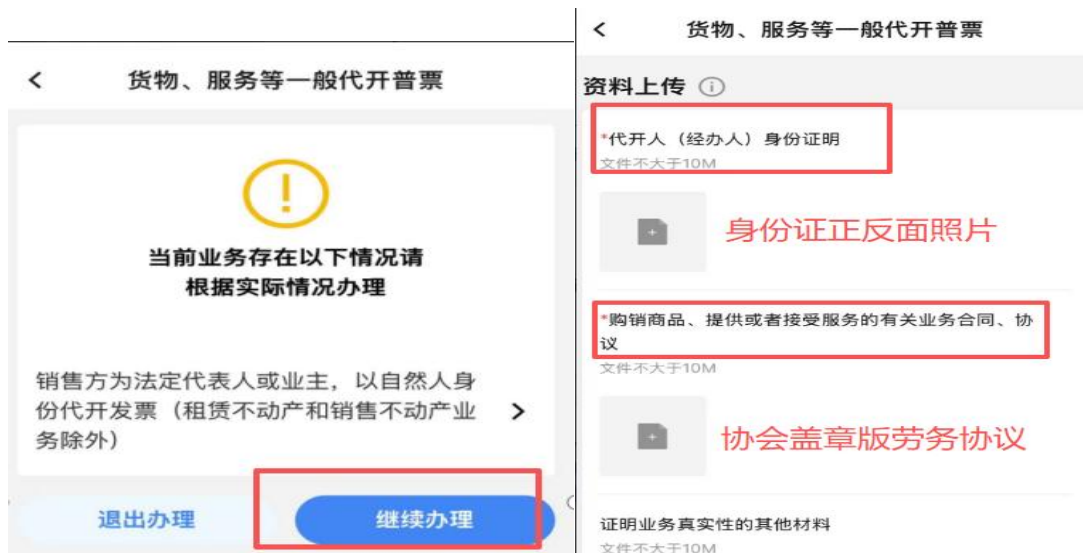 货物、服务等一般代开普票
当前业务存在以下情况请
根据实际情况办理
销售方为法定代表人或业主，以自然人身
份代开发票（租赁不动产和销售不动产业
务除外）
退出办理
继续办理
货物、服务等一般代开普票
资料上传
*代开人（经办人）身份证明
文件不大于10M
身份证正反面照片
*购销商品、提供或者接受服务的有关业务合同、协
议
文件不大于10M
协会盖章版劳务协议
证明业务真实性的其他材料
文件不大于10M